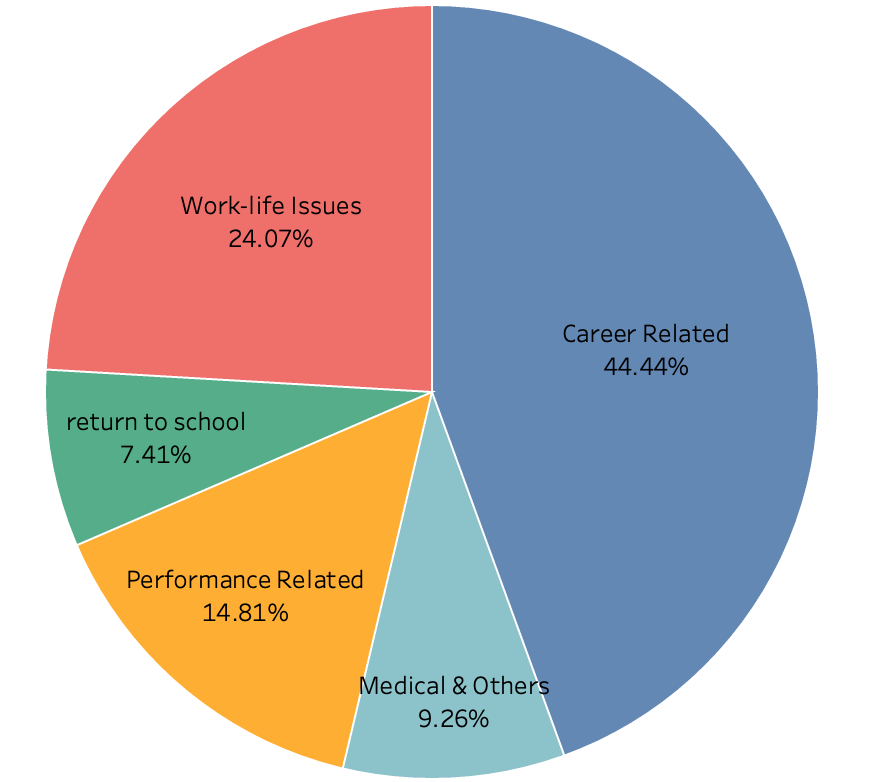 Work-life Issues
24.07%
Career Related
44.44%
return to school
7.41%
Performance Related
14.81%
Medical & Others
9.26%